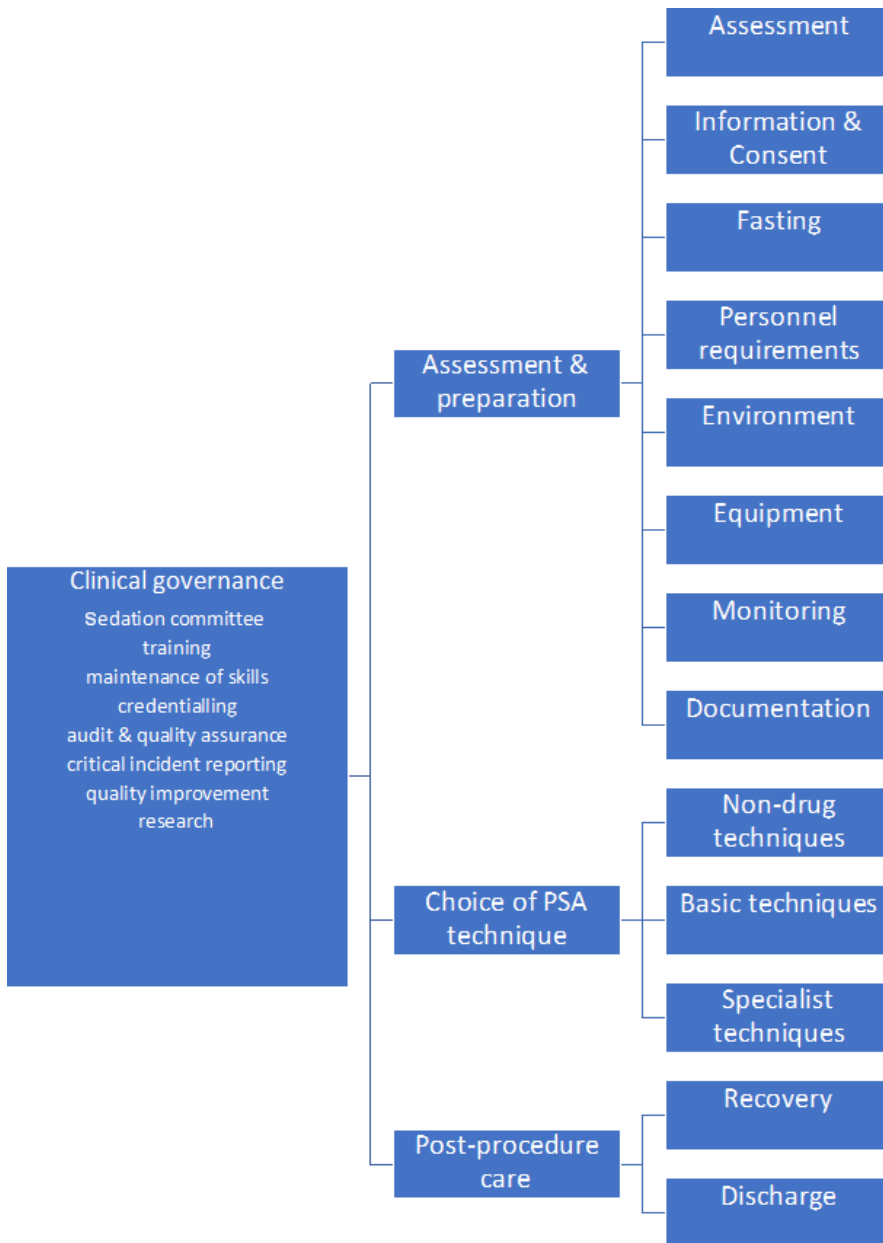 Clinical governance
Sedation committee
training
maintenance of skills
credentialling
audit & quality assurance
critical incident reporting
quality improvement
research
Assessment &
preparation
Assessment
Information &
Consent
Fasting
Personnel
requirements
Environment
Equipment
Monitoring
Documentation
Choice of PSA
technique
Non-drug
techniques
Basic techniques
Specialist
techniques
Post-procedure
care
Recovery
Discharge